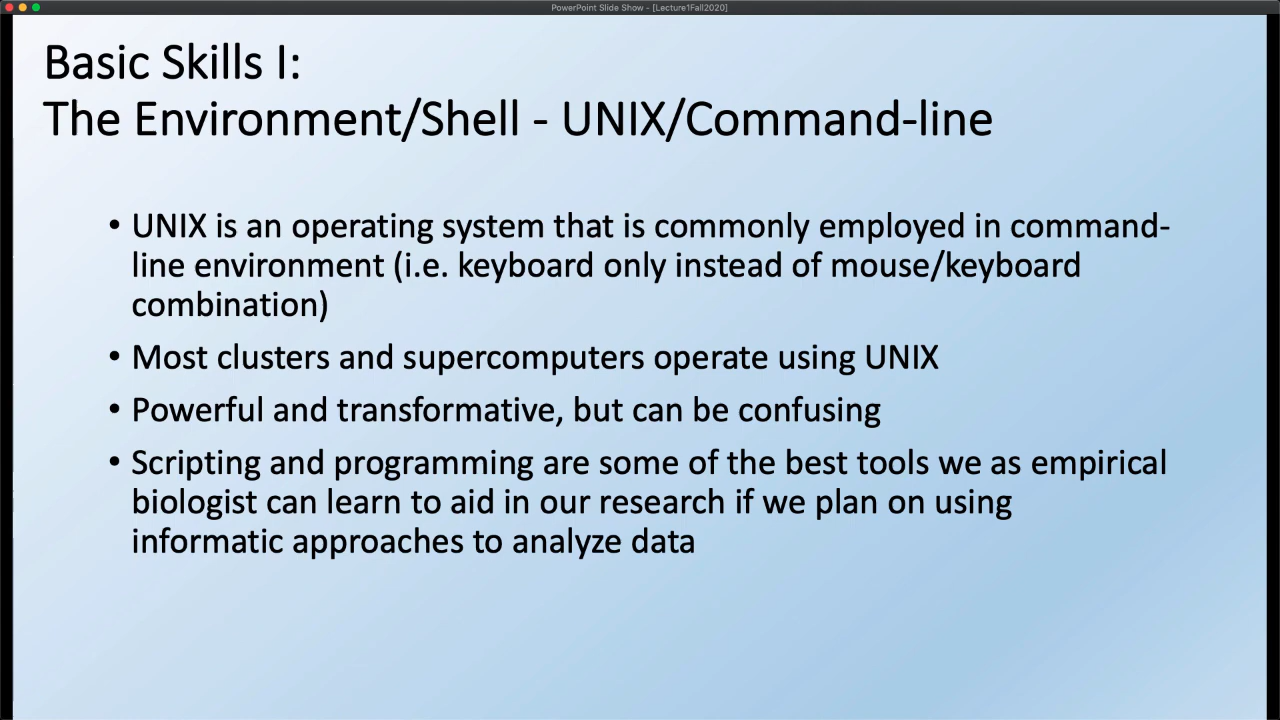 PowerPoint Slide Show - [Lecture1Fall2020]
Basic Skills I:
The Environment/Shell - UNIX/Command-line
• UNIX is an operating system that is commonly employed in command-
line environment (i.e. keyboard only instead of mouse/keyboard
combination)
• Most clusters and supercomputers operate using UNIX
• Powerful and transformative, but can be confusing
• Scripting and programming are some of the best tools we as empirical
biologist can learn to aid in our research if we plan on using
informatic approaches to analyze data